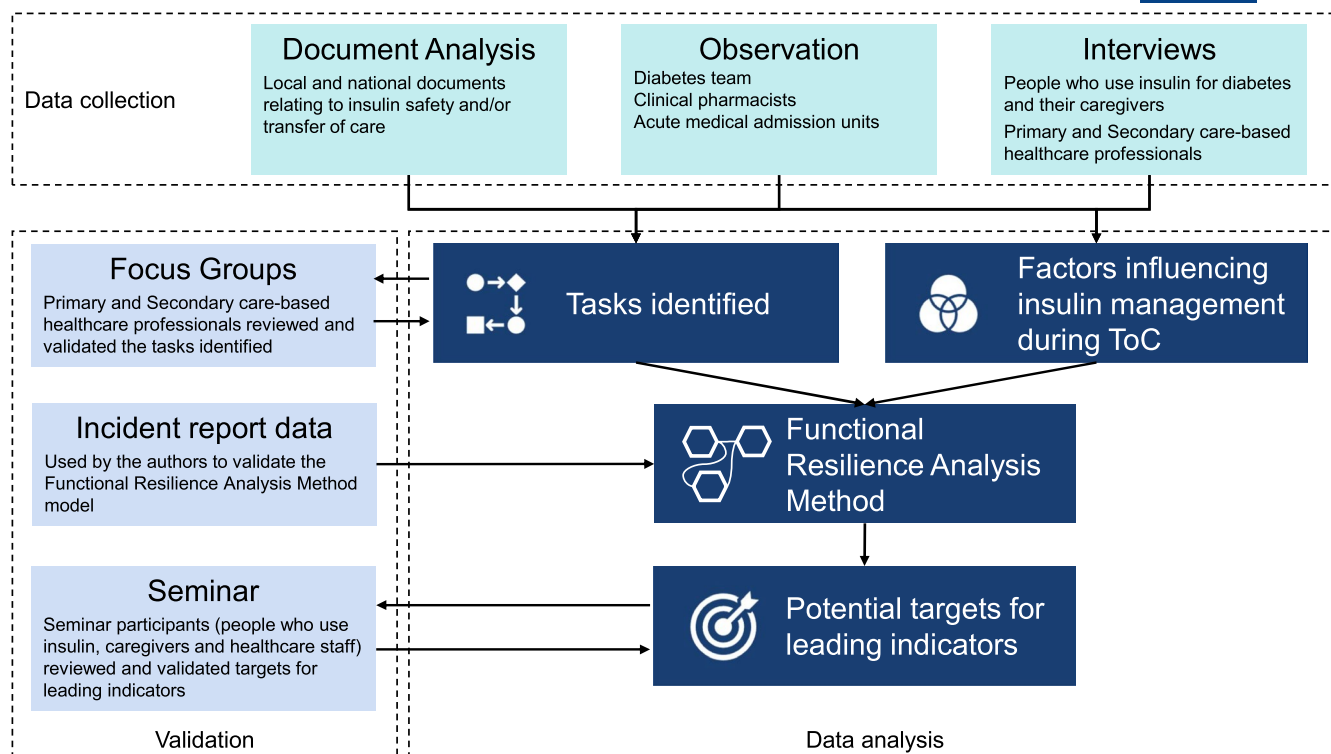 Data collection
Document Analysis
Local and national documents
relating to insulin safety and/or
transfer of care
Observation
Diabetes team
Clinical pharmacists
Acute medical admission units
Interviews
People who use insulin for diabetes
and their caregivers
Primary and Secondary care-based
healthcare professionals
Focus Groups
Primary and Secondary care-based
healthcare professionals reviewed and
validated the tasks identified
Tasks identified
Factors influencing
insulin management
during ToC
Incident report data
Used by the authors to validate the
Functional Resilience Analysis Method
model
Functional
Resilience Analysis
Method
Seminar
Seminar participants (people who use
insulin, caregivers and healthcare staff)
reviewed and validated targets for
leading indicators
Potential targets for
leading indicators
Validation
Data analysis